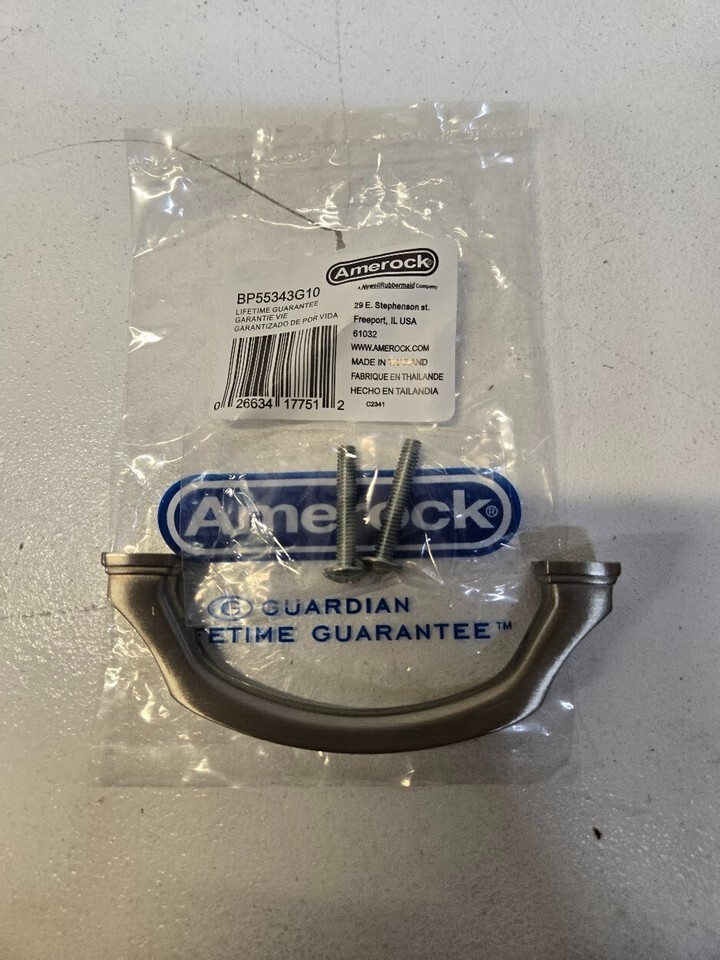 Amerock
A NewellRubbermaid Company
BP55343G10
LIFETIME GUARANTEE
GARANTIE VIE
GARANTIZADO DE POR VIDA
0 26634 17751 2
29 E. Stephenson st.
Freeport, IL USA
61032
WWW.AMEROCK.COM
MADE IN THAILAND
FABRIQUE EN THAILANDE
HECHO EN TAILANDIA
C2341
Amerock®
G GUARDIAN
ETIME GUARANTEE™